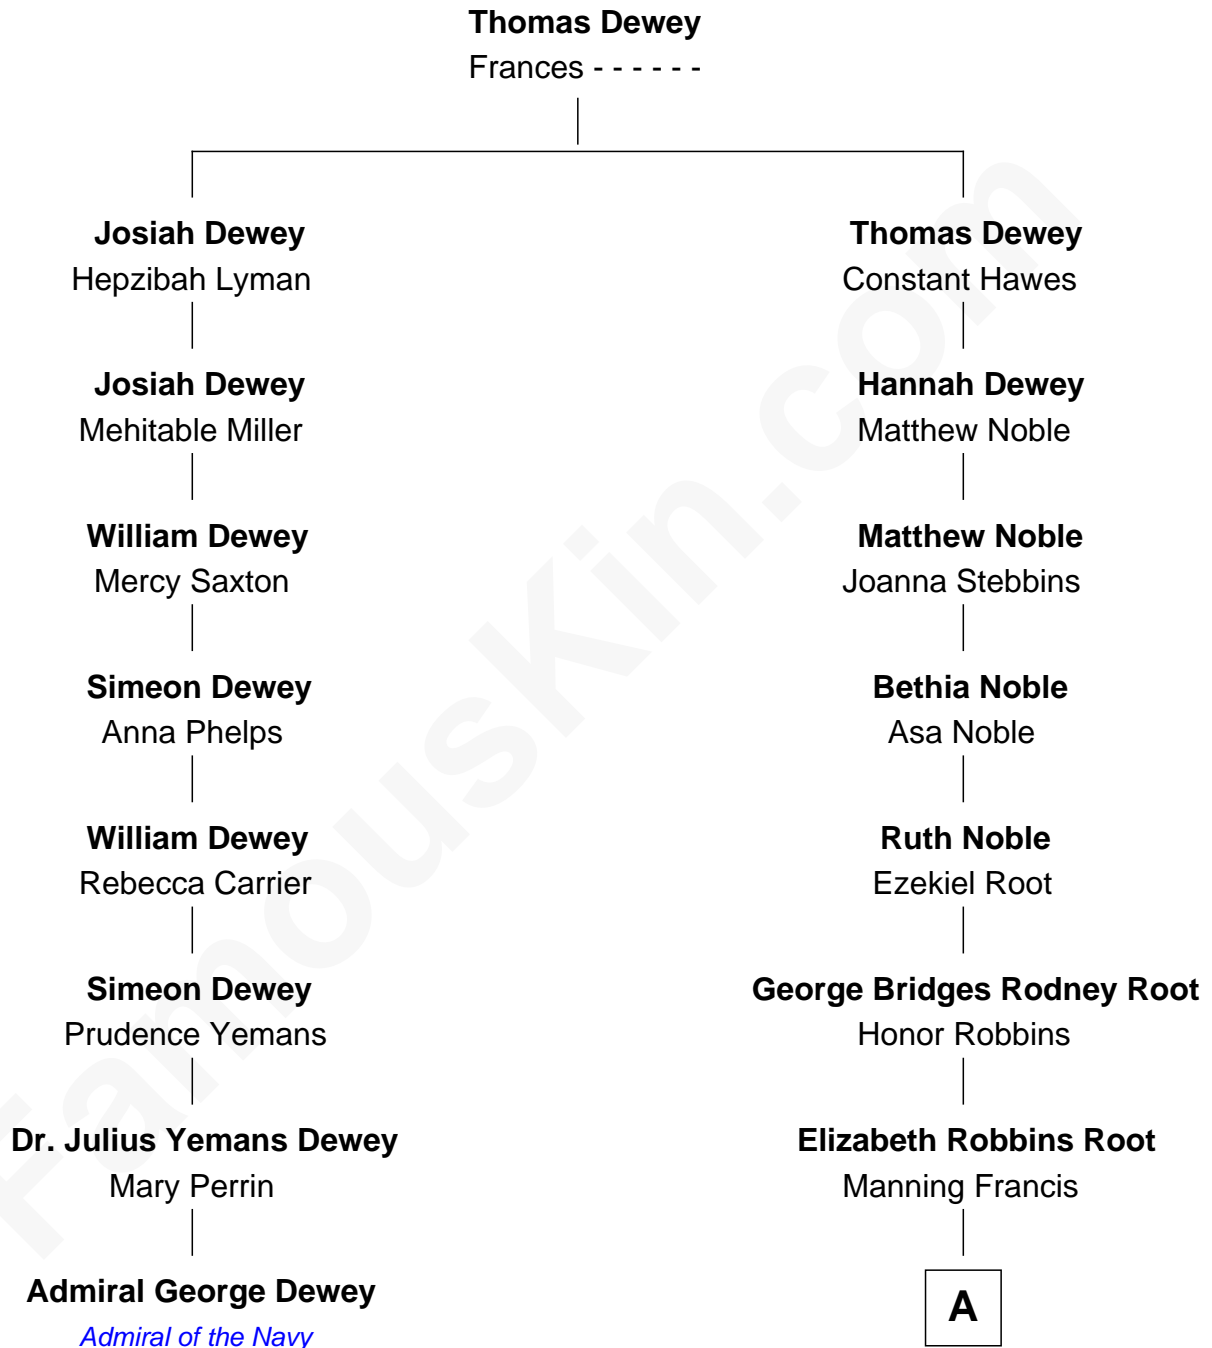 Thomas Dewey
Frances - - - - - -
Josiah Dewey
Hepzibah Lyman
Thomas Dewey
Constant Hawes
Josiah Dewey
Mehitable Miller
Hannah Dewey
Matthew Noble
William Dewey
Mercy Saxton
Matthew Noble
Joanna Stebbins
Simeon Dewey
Anna Phelps
Bethia Noble
Asa Noble
William Dewey
Rebecca Carrier
Ruth Noble
Ezekiel Root
Simeon Dewey
Prudence Yemans
George Bridges Rodney Root
Honor Robbins
Dr. Julius Yemans Dewey
Mary Perrin
Elizabeth Robbins Root
Manning Francis
Admiral George Dewey
Admiral of the Navy
A
FamousKin.com